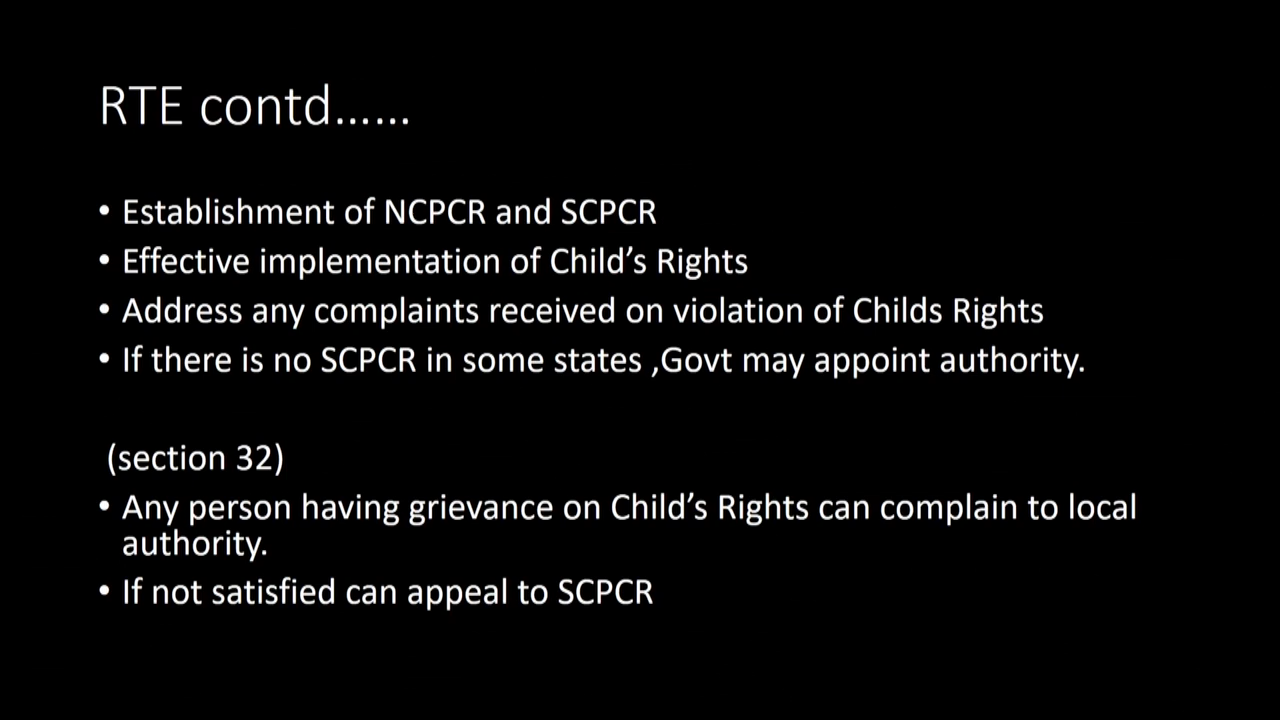 RTE contd......
• Establishment of NCPCR and SCPCR
• Effective implementation of Child’s Rights
• Address any complaints received on violation of Childs Rights
• If there is no SCPCR in some states ,Govt may appoint authority.
(section 32)
• Any person having grievance on Child’s Rights can complain to local
authority.
• If not satisfied can appeal to SCPCR